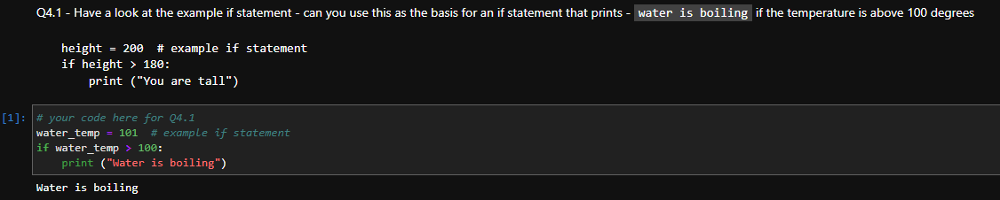 Q4.1 - Have a look at the example if statement - can you use this as the basis for an if statement that prints - water is boiling if the temperature is above 100 degrees
height = 200  # example if statement
if height > 180:
    print ("You are tall")
[1]: # your code here for Q4.1
water_temp = 101  # example if statement
if water_temp > 100:
    print ("Water is boiling")
Water is boiling